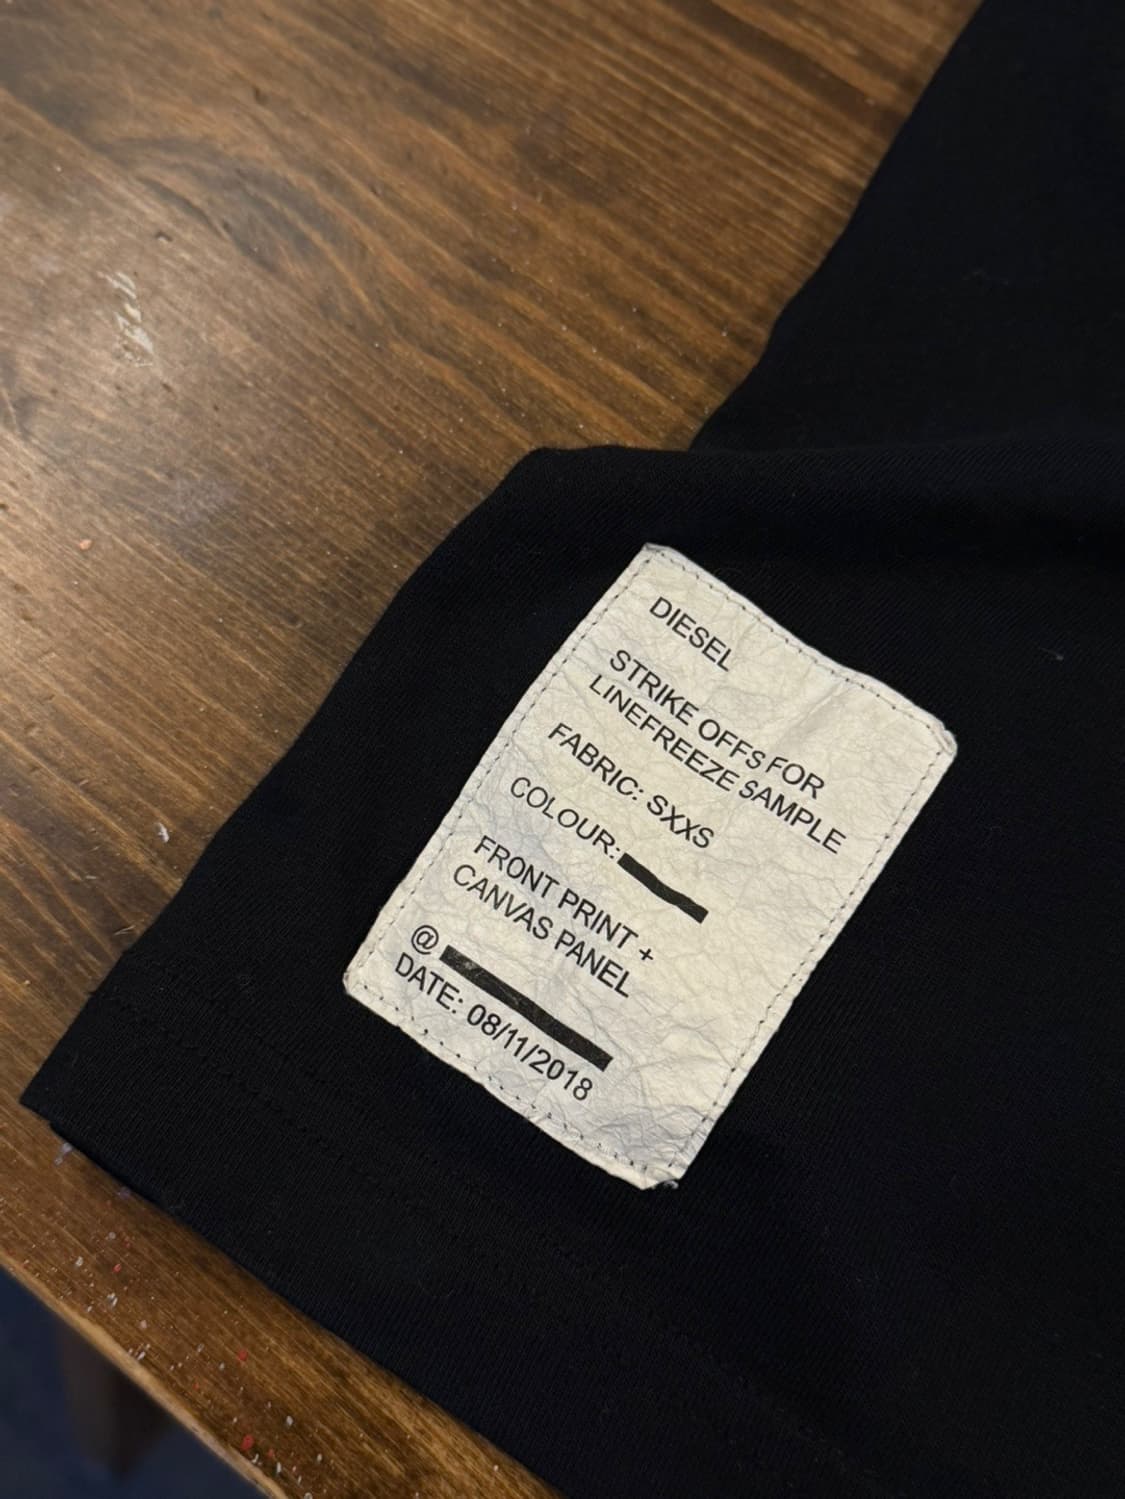 DIESEL
STRIKE OFFS FOR
LINEFREEZE SAMPLE
FABRIC: SXXS
COLOUR:
FRONT PRINT +
CANVAS PANEL
@
DATE: 08/11/2018